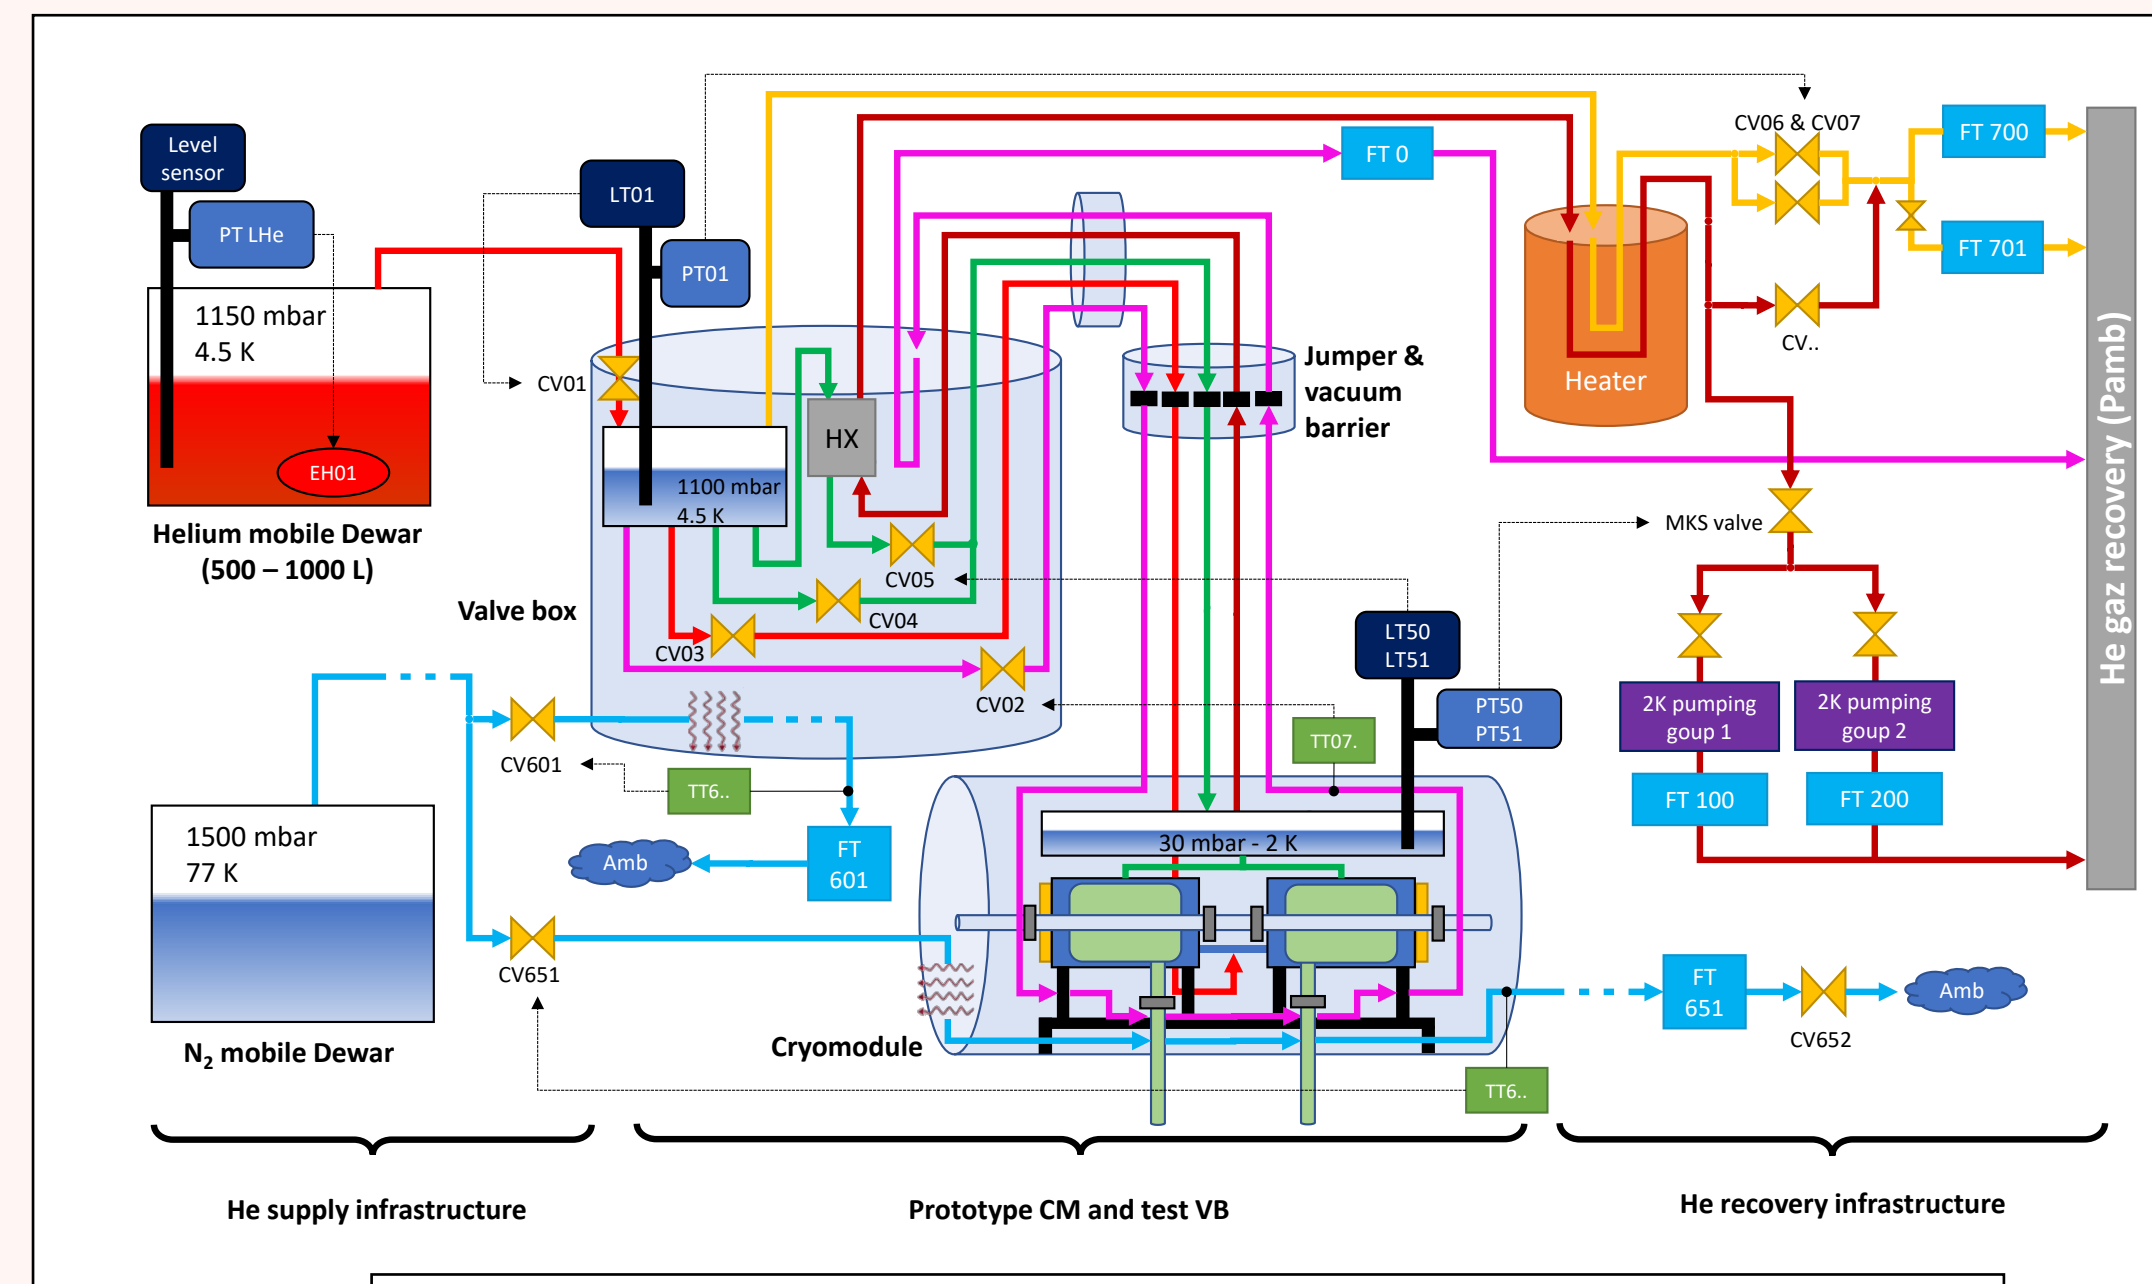 Level
sensor
PT LHe
1150 mbar
4.5 K
EH01
Helium mobile Dewar
(500 – 1000 L)
LT01
PT01
CV01
HX
1100 mbar
4.5 K
CV05
CV04
CV03
CV02
Valve box
Jumper &
vacuum
barrier
FT 0
Heater
CV06 & CV07
FT 700
FT 701
CV..
He gaz recovery (Pamb)
MKS valve
LT50
LT51
PT50
PT51
TT07.
2K pumping
goup 1
2K pumping
goup 2
FT 100
FT 200
CV601
TT6..
FT
601
Amb
1500 mbar
77 K
N₂ mobile Dewar
CV651
30 mbar - 2 K
Cryomodule
TT6..
FT
651
CV652
Amb
He supply infrastructure
Prototype CM and test VB
He recovery infrastructure